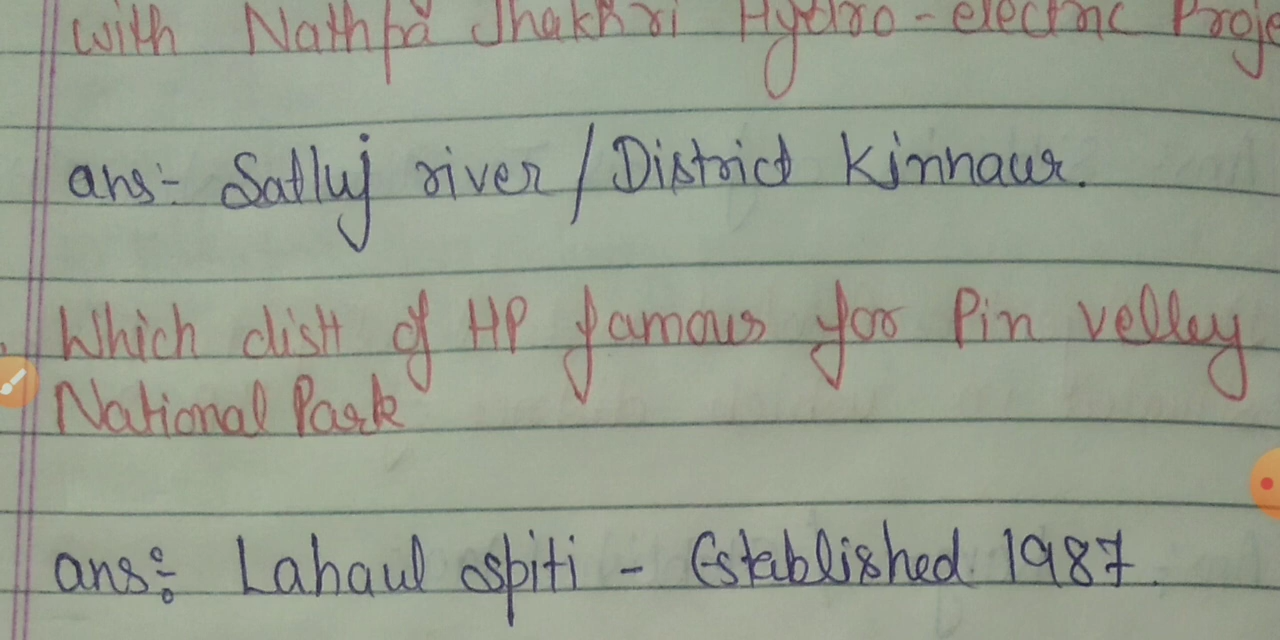 with Nathpa Jhakhri Hydro-electric Proje
ans:- Satluj river / District Kinnaur.
Which distt of HP famous for Pin velley
National Park
ans:- Lahaul spiti - Established 1987.